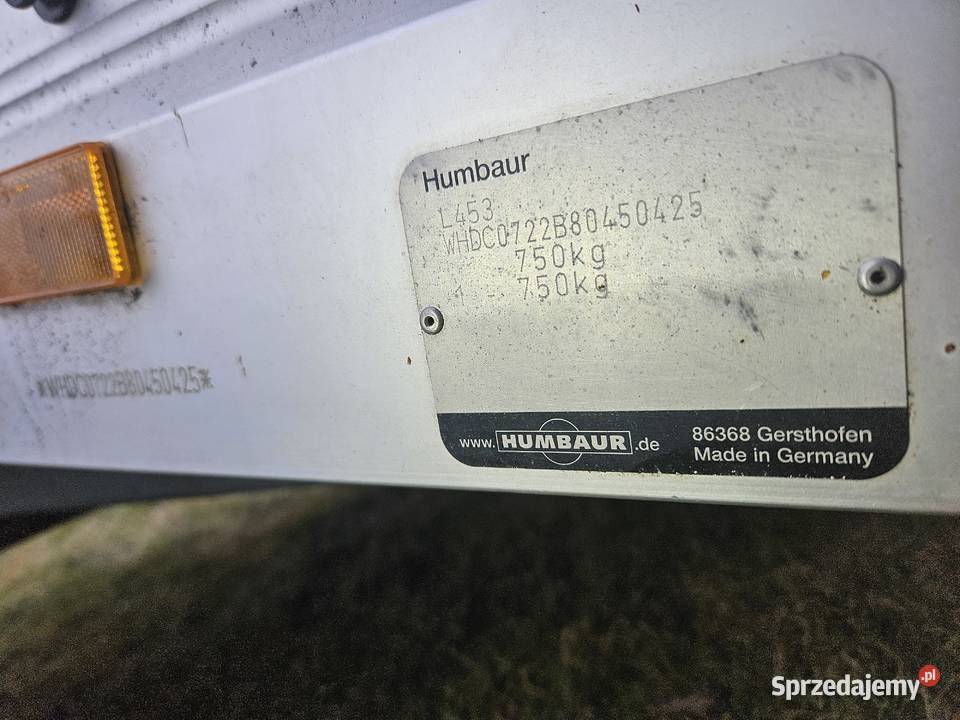 Humbaur
L453
WHDC0722B80450425
750kg
1 - 750kg
*WHDC0722B80450425*
www.HUMBAUR.de
86368 Gersthofen
Made in Germany
Sprzedajemy.pl